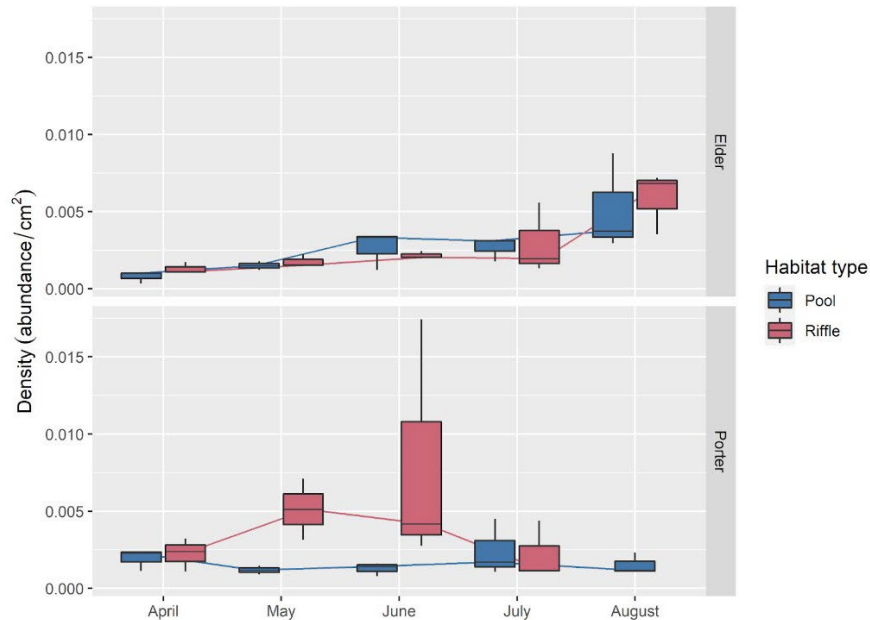 0.015
0.010
0.005
0.000
Elder
0.015
0.010
0.005
0.000
Porter
Density (abundance/cm²)
April May June July August
Habitat type
Pool
Riffle